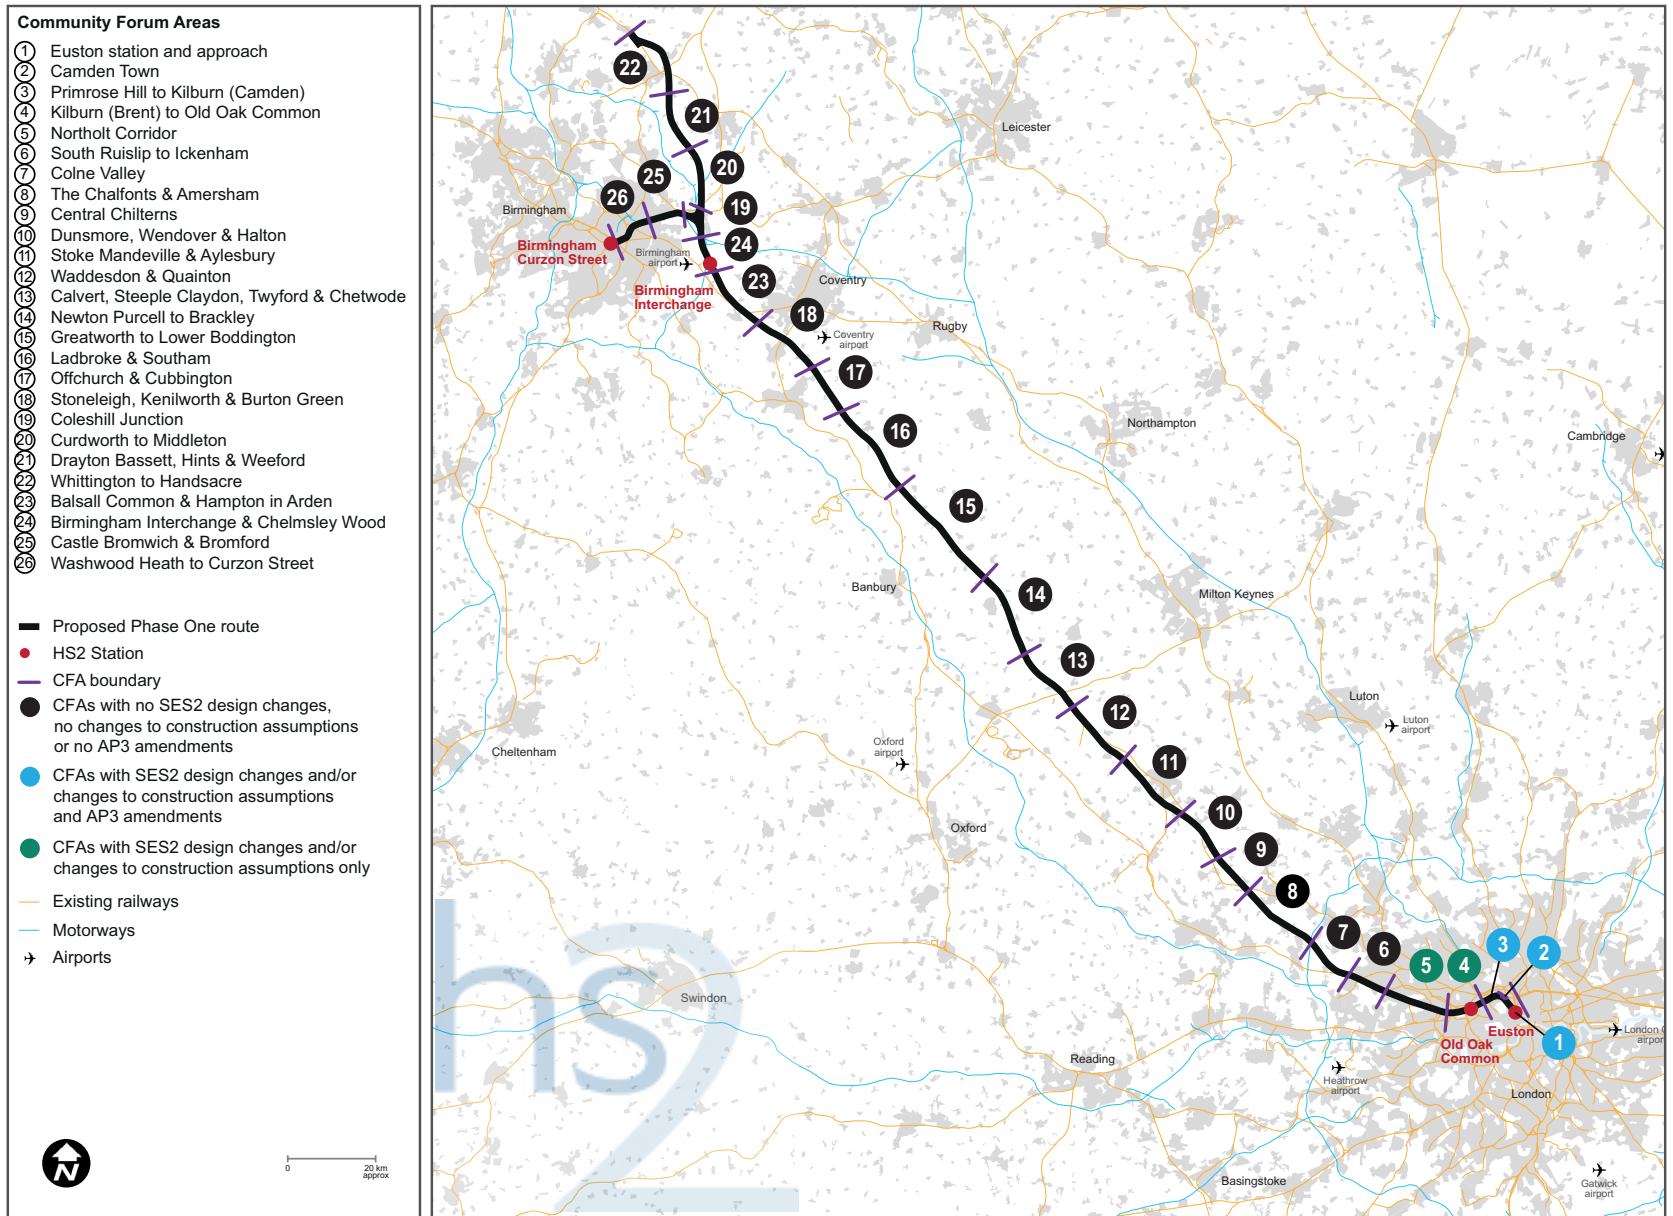 Community Forum Areas
1 Euston station and approach
2 Camden Town
3 Primrose Hill to Kilburn (Camden)
4 Kilburn (Brent) to Old Oak Common
5 Northolt Corridor
6 South Ruislip to Ickenham
7 Colne Valley
8 The Chalfonts & Amersham
9 Central Chilterns
10 Dunsmore, Wendover & Halton
11 Stoke Mandeville & Aylesbury
12 Waddesdon & Quainton
13 Calvert, Steeple Claydon, Twyford & Chetwode
14 Newton Purcell to Brackley
15 Greatworth to Lower Boddington
16 Ladbroke & Southam
17 Offchurch & Cubbington
18 Stoneleigh, Kenilworth & Burton Green
19 Coleshill Junction
20 Curdworth to Middleton
21 Drayton Bassett, Hints & Weeford
22 Whittington to Handsacre
23 Balsall Common & Hampton in Arden
24 Birmingham Interchange & Chelmsley Wood
25 Castle Bromwich & Bromford
26 Washwood Heath to Curzon Street
Proposed Phase One route
HS2 Station
CFA boundary
CFAs with no SES2 design changes,
no changes to construction assumptions
or no AP3 amendments
CFAs with SES2 design changes and/or
changes to construction assumptions
and AP3 amendments
CFAs with SES2 design changes and/or
changes to construction assumptions only
Existing railways
Motorways
Airports
N
0
20 km
approx
22
21
20
25
26
19
24
23
18
17
16
15
14
13
12
11
10
9
8
7
6
5
4
3
2
1
Leicester
Birmingham
Birmingham
Curzon Street
Birmingham
airport
Birmingham
Interchange
Coventry
Coventry
airport
Rugby
Northampton
Cambridge
Banbury
Milton Keynes
Luton
Luton
airport
Cheltenham
Oxford
airport
Oxford
Swindon
Reading
Euston
Old Oak
Common
London
Heathrow
airport
London
Basingstoke
Gatwick
airport
hs2